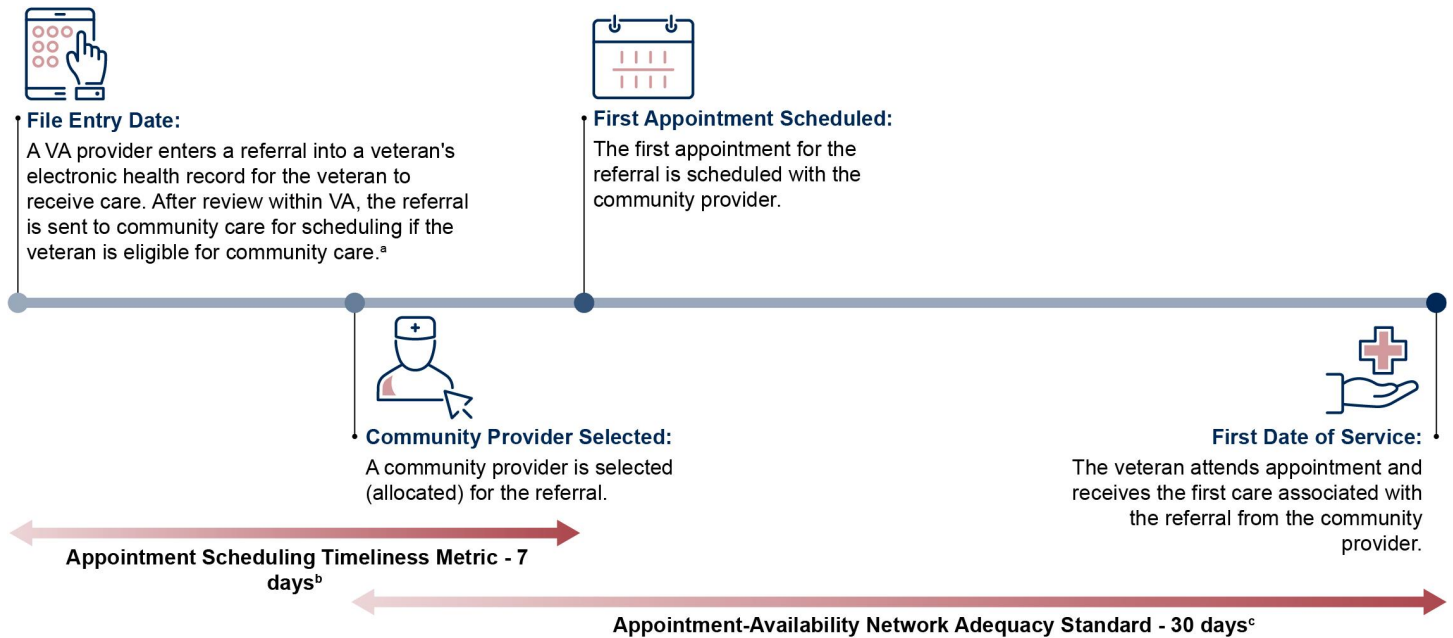 File Entry Date:
A VA provider enters a referral into a veteran's
electronic health record for the veteran to
receive care. After review within VA, the referral
is sent to community care for scheduling if the
veteran is eligible for community care.ᵃ
First Appointment Scheduled:
The first appointment for the
referral is scheduled with the
community provider.
Community Provider Selected:
A community provider is selected
(allocated) for the referral.
First Date of Service:
The veteran attends appointment and
receives the first care associated with
the referral from the community
provider.
Appointment Scheduling Timeliness Metric - 7
daysᵇ
Appointment-Availability Network Adequacy Standard - 30 daysᶜ